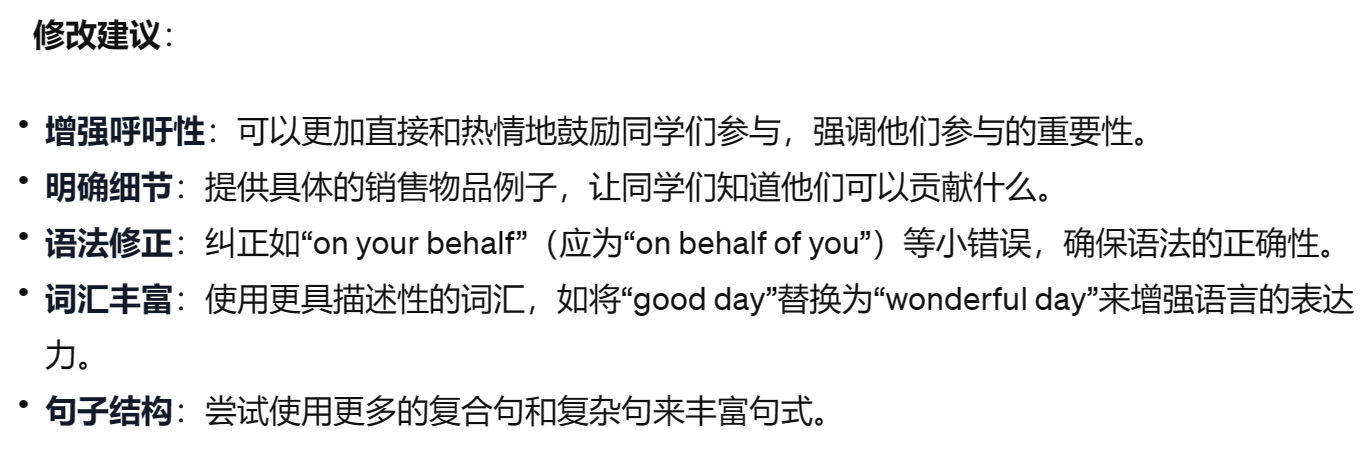 修改建议：
• 增强呼吁性：可以更加直接和热情地鼓励同学们参与，强调他们参与的重要性。
• 明确细节：提供具体的销售物品例子，让同学们知道他们可以贡献什么。
• 语法修正：纠正如“on your behalf”（应为“on behalf of you”）等小错误，确保语法的正确性。
• 词汇丰富：使用更具描述性的词汇，如将“good day”替换为“wonderful day”来增强语言的表达
力。
• 句子结构：尝试使用更多的复合句和复杂句来丰富句式。